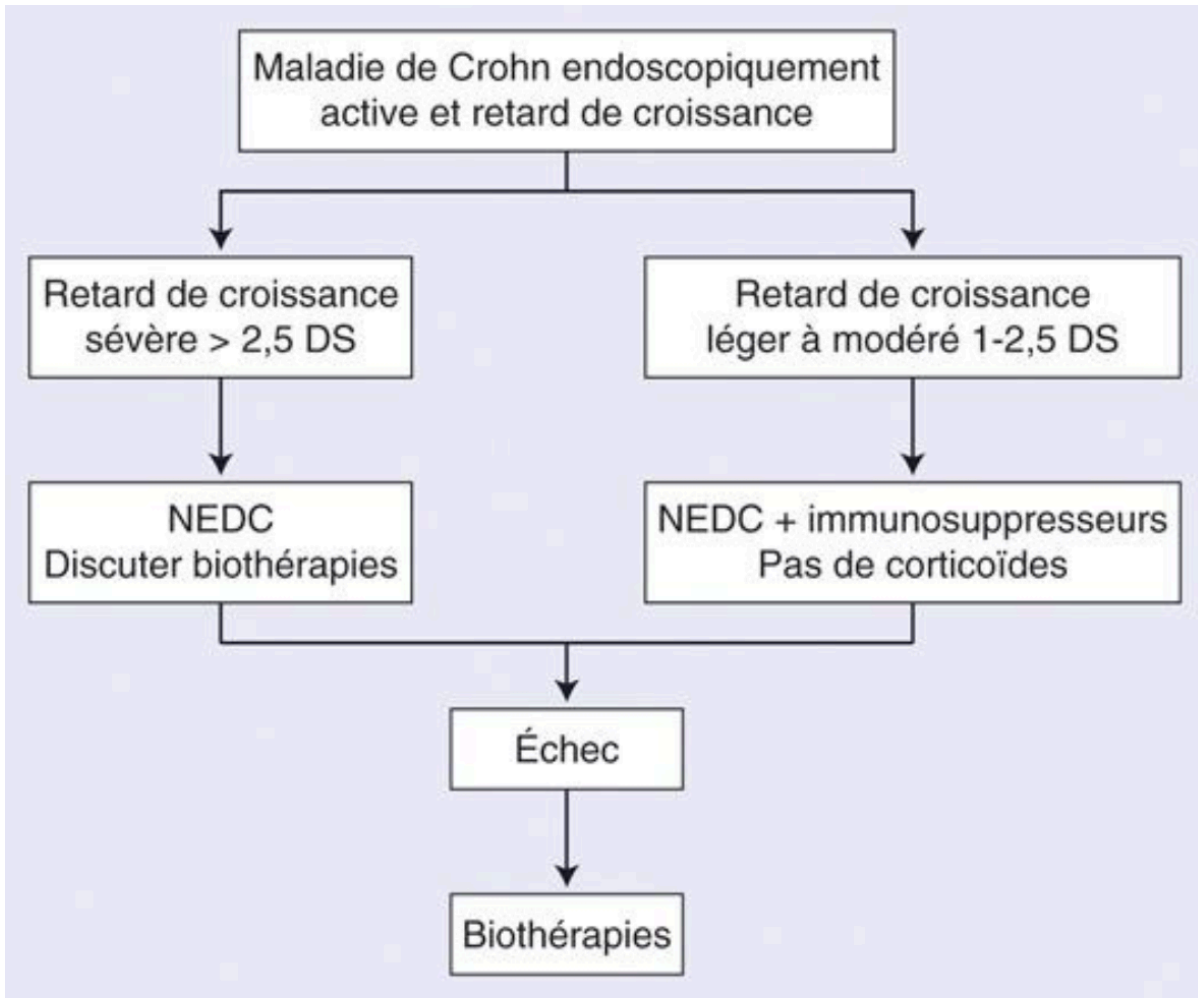 Maladie de Crohn endoscopiquement
active et retard de croissance
Retard de croissance
sévère > 2,5 DS
Retard de croissance
léger à modéré 1-2,5 DS
NEDC
Discuter biothérapies
NEDC + immunosuppresseurs
Pas de corticoïdes
Échec
Biothérapies